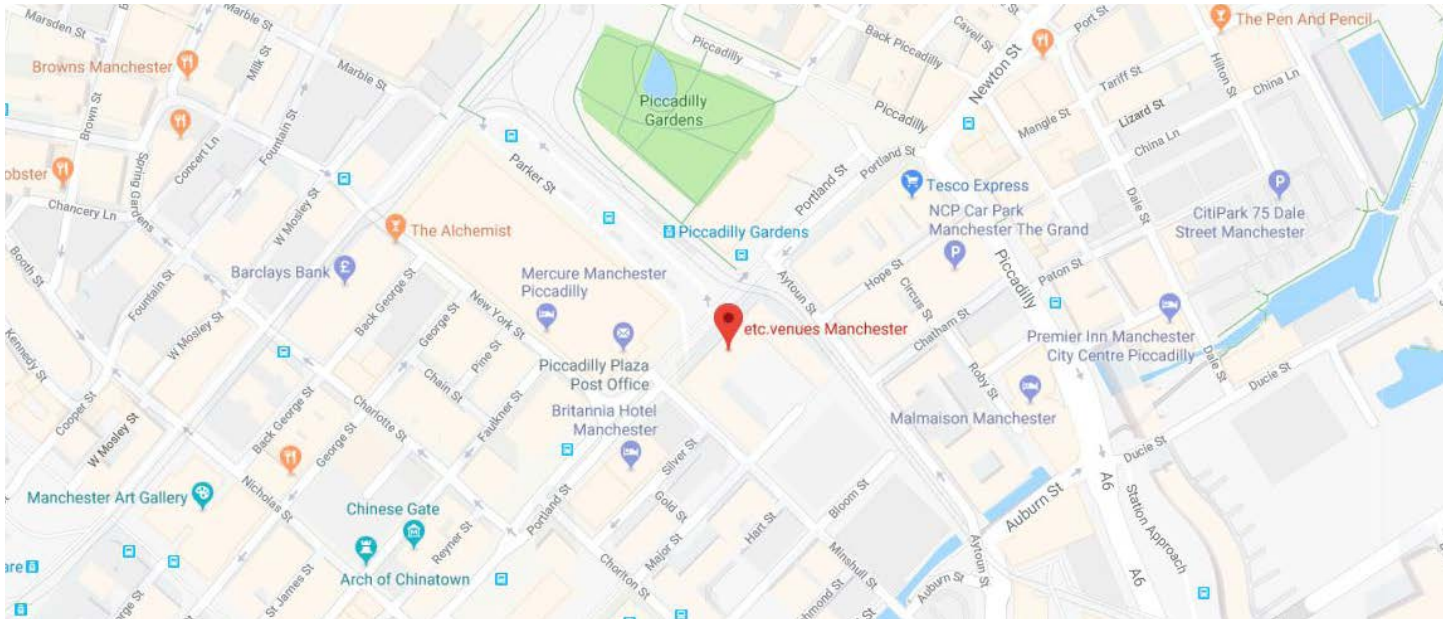 Marsden St
Browns Manchester
Milk St
Marble St
Marble St
Brown St
Fountain St
Concert Ln
Spring Gardens
obster
Chancery Ln
W Mosley St
Booth St
Kennedy St
Fountain St
W Mosley St
Cooper St
W Mosley St
Barclays Bank
£
The Alchemist
Back George St
George St
New York St
Pine St
Chain St
Faulkner St
Charlotte St
Back George St
George St
Nicholas St
Manchester Art Gallery
Chinese Gate
Arch of Chinatown
Reyner St
St James St
George St
rge St
are
Parker St
Piccadilly
Piccadilly
Gardens
Piccadilly Gardens
Mercure Manchester
Piccadilly
Piccadilly Plaza
Post Office
Britannia Hotel
Manchester
etc.venues Manchester
Portland St
Silver St
Gold St
Major St
Hart St
Bloom St
Chorlton St
Minshull St
hmond St
Back Piccadilly
Cavell St
Port St
Newton St
Piccadilly
Portland St
Portland St
Tesco Express
NCP Car Park
Manchester The Grand
P
Aytoun St
Hope St
Circus St
Chatham St
Roby St
Piccadilly
Paton St
Malmaison Manchester
Premier Inn Manchester
City Centre Piccadilly
The Pen And Pencil
Hilton St
Tariff St
China Ln
Lizard St
Mangle St
China Ln
Dale St
P
CitiPark 75 Dale
Street Manchester
Dale St
Ducie St
Ducie St
Auburn St
Auburn St
Aytoun St
A6
A6
Station Approach